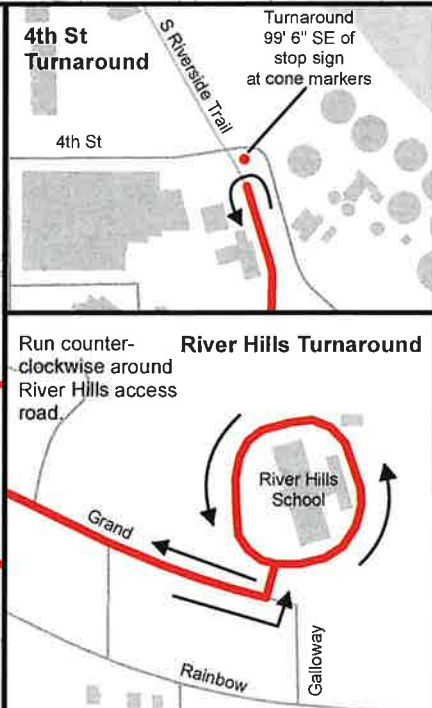 4th St
Turnaround
S Riverside Trail
Turnaround
99' 6" SE of
stop sign
at cone markers
4th St
Run counter-
clockwise around
River Hills access
road.
River Hills Turnaround
River Hills
School
Grand
Galloway
Rainbow